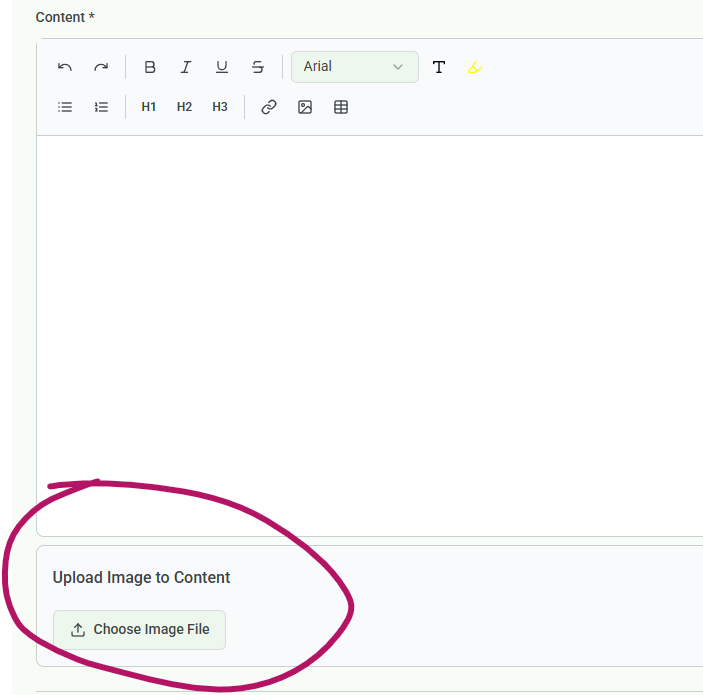 Content *
B I U S Arial T
H1 H2 H3
Upload Image to Content
Choose Image File